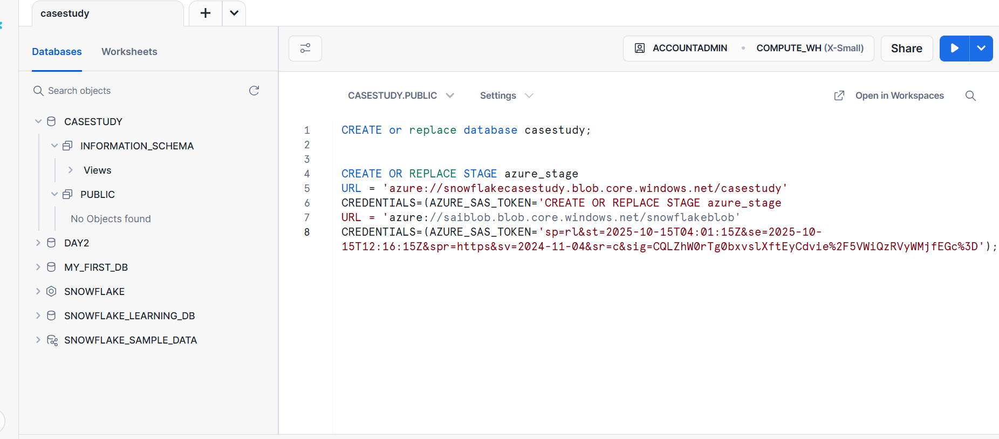 casestudy
Databases Worksheets
Search objects
CASESTUDY
INFORMATION_SCHEMA
Views
PUBLIC
No Objects found
DAY2
MY_FIRST_DB
SNOWFLAKE
SNOWFLAKE_LEARNING_DB
SNOWFLAKE_SAMPLE_DATA
ACCOUNTADMIN • COMPUTE_WH (X-Small) Share
CASESTUDY.PUBLIC Settings Open in Workspaces
1 CREATE or replace database casestudy;
2
3
4 CREATE OR REPLACE STAGE azure_stage
5 URL = 'azure://snowflakecasestudy.blob.core.windows.net/casestudy'
6 CREDENTIALS=(AZURE_SAS_TOKEN='CREATE OR REPLACE STAGE azure_stage
7 URL = 'azure://saiblob.blob.core.windows.net/snowflakeblob'
8 CREDENTIALS=(AZURE_SAS_TOKEN='sp=rl&st=2025-10-15T04:01:15Z&se=2025-10-
15T12:16:15Z&spr=https&sv=2024-11-04&sr=c&sig=CQLZhW0rTg0bxvslXftEyCdvie%2F5VWiQzRVyWMjfEGc%3D');